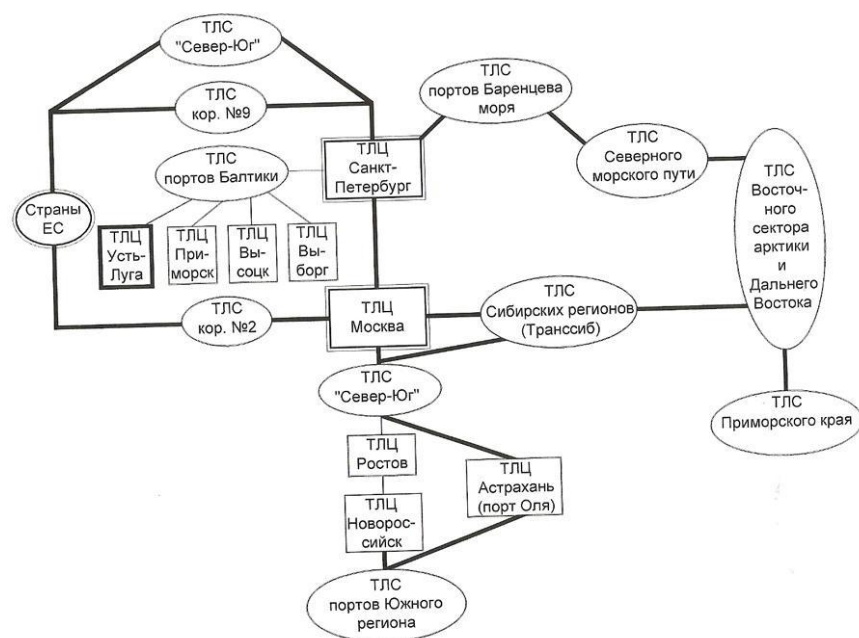 ТЛС
"Север-Юг"
ТЛС
кор. №9
ТЛС
портов Баренцева
моря
ТЛЦ
Санкт-
Петербург
ТЛС
портов Балтики
ТЛС
Северного
морского пути
ТЛС
Восточ-
ного
сектора
арктики
и
Дальнего
Востока
Страны
ЕС
ТЛЦ
Усть-
Луга
ТЛЦ
При-
морск
ТЛЦ
Вы-
соцк
ТЛЦ
Вы-
борг
ТЛС
кор. №2
ТЛЦ
Москва
ТЛС
Сибирских регионов
(Транссиб)
ТЛС
"Север-Юг"
ТЛС
Приморского края
ТЛЦ
Ростов
ТЛЦ
Астрахань
(порт Оля)
ТЛЦ
Новорос-
сийск
ТЛС
портов Южного
региона